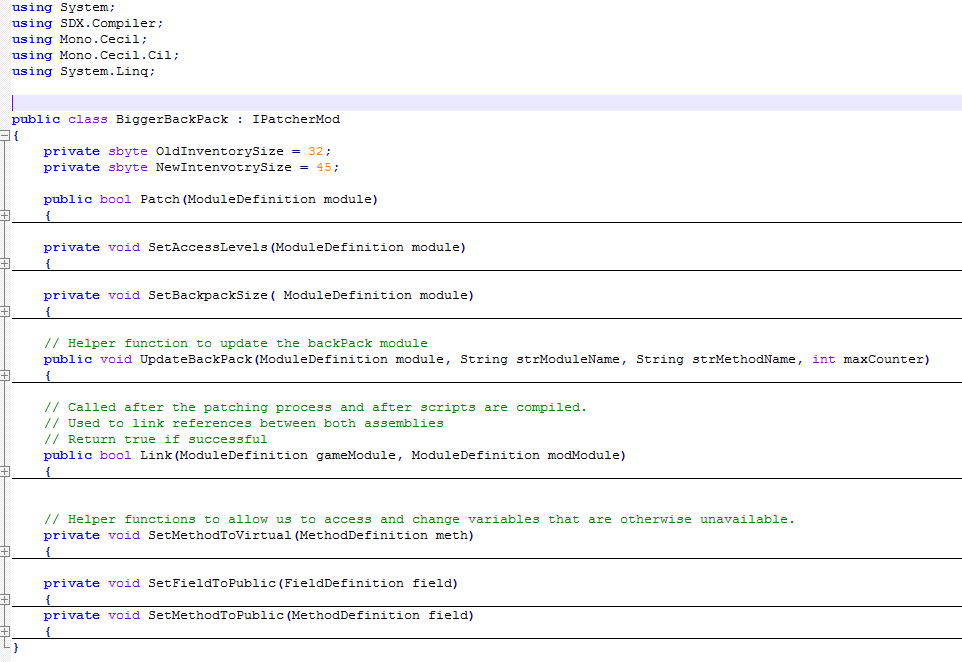 using System;
using SDX.Compiler;
using Mono.Cecil;
using Mono.Cecil.Cil;
using System.Linq;
public class BiggerBackPack : IPatcherMod
{
private sbyte OldInventorySize = 32;
private sbyte NewIntenvotrySize = 45;
public bool Patch(ModuleDefinition module)
{
private void SetAccessLevels(ModuleDefinition module)
{
private void SetBackpackSize( ModuleDefinition module)
{
// Helper function to update the backPack module
public void UpdateBackPack(ModuleDefinition module, String strModuleName, String strMethodName, int maxCounter)
{
// Called after the patching process and after scripts are compiled.
// Used to link references between both assemblies
// Return true if successful
public bool Link(ModuleDefinition gameModule, ModuleDefinition modModule)
{
// Helper functions to allow us to access and change variables that are otherwise unavailable.
private void SetMethodToVirtual(MethodDefinition meth)
{
private void SetFieldToPublic(FieldDefinition field)
{
private void SetMethodToPublic(MethodDefinition field)
{
}